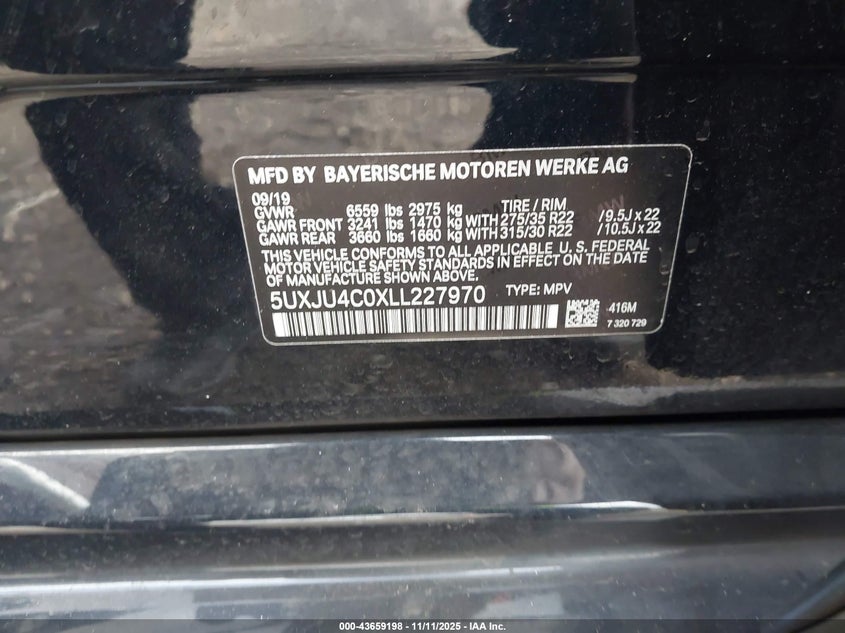 MFD BY BAYERISCHE MOTOREN WERKE AG
09/19 TIRE / RIM
GVWR 6559 lbs 2975 kg
GAWR FRONT 3241 lbs 1470 kg WITH 275/35 R22 / 9.5J x 22
GAWR REAR 3660 lbs 1660 kg WITH 315/30 R22 / 10.5J x 22
THIS VEHICLE CONFORMS TO ALL APPLICABLE U. S. FEDERAL
MOTOR VEHICLE SAFETY STANDARDS IN EFFECT ON THE DATE
OF MANUFACTURE SHOWN ABOVE.
5UXJU4C0XLL227970 TYPE: MPV
416M
7 320 729
000-43659198 - 11/11/2025 - IAA Inc.